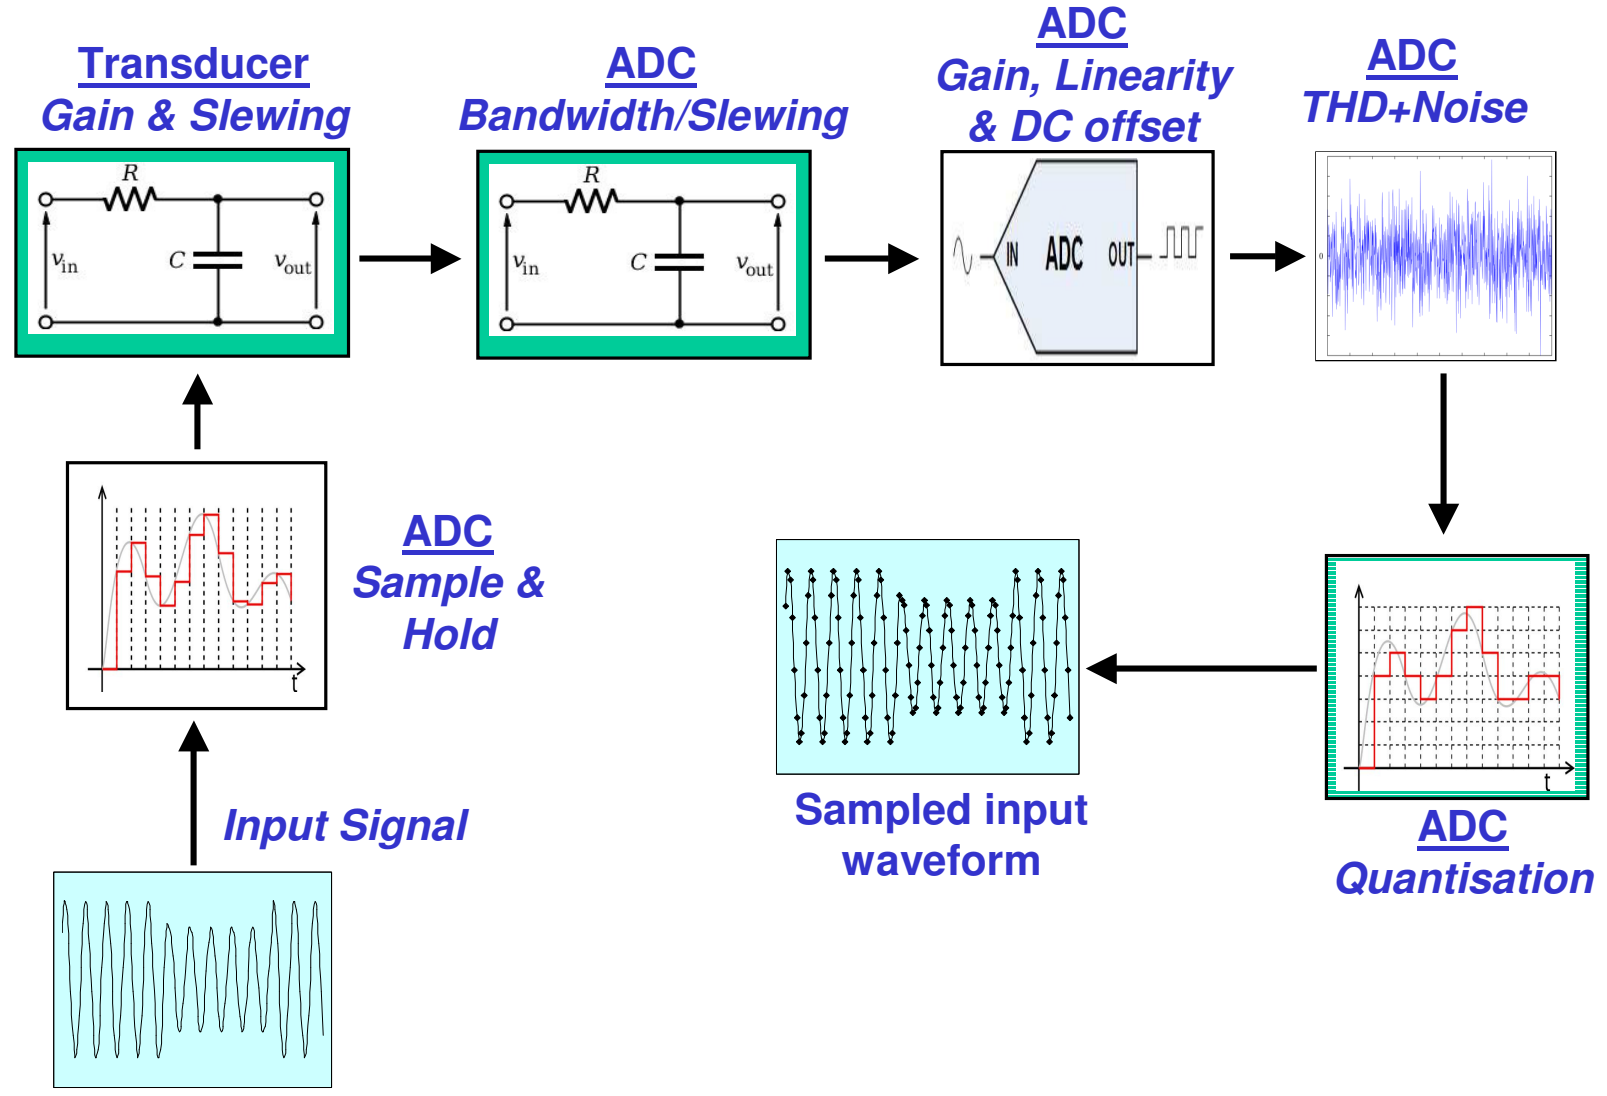 Transducer
Gain & Slewing
ADC
Bandwidth/Slewing
ADC
Gain, Linearity
& DC offset
ADC
THD+Noise
R
vin
C
vout
R
vin
C
vout
IN
ADC
OUT
0
t
ADC
Sample &
Hold
t
ADC
Quantisation
Sampled input
waveform
Input Signal